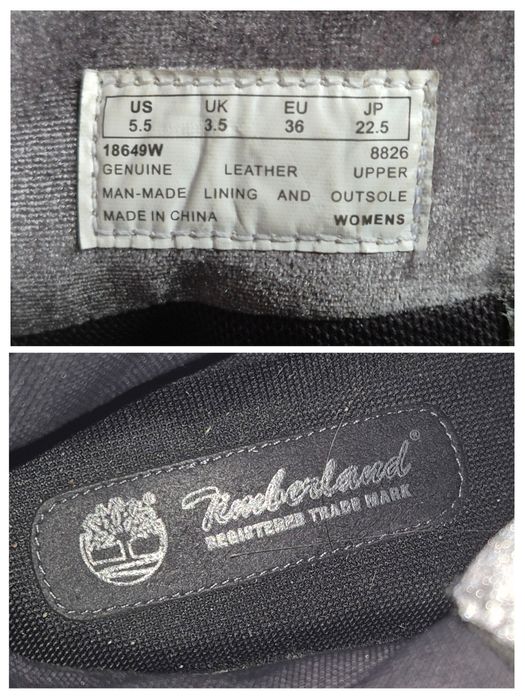 US UK EU JP
5.5 3.5 36 22.5
18649W 8826
GENUINE LEATHER UPPER
MAN-MADE LINING AND OUTSOLE
MADE IN CHINA WOMENS
Timberland®
REGISTERED TRADE MARK
®